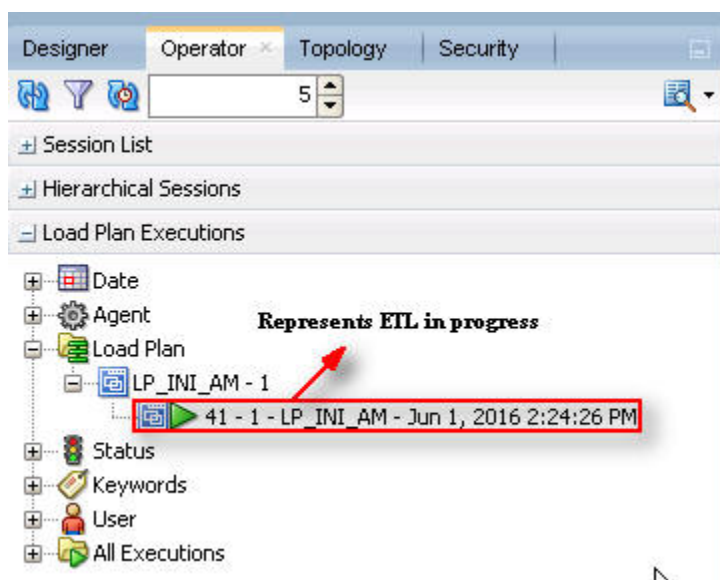 Designer Operator Topology Security
5
Session List
Hierarchical Sessions
Load Plan Executions
Date
Agent
Represents ETL in progress
Load Plan
LP_INI_AM - 1
41 - 1 - LP_INI_AM - Jun 1, 2016 2:24:26 PM
Status
Keywords
User
All Executions